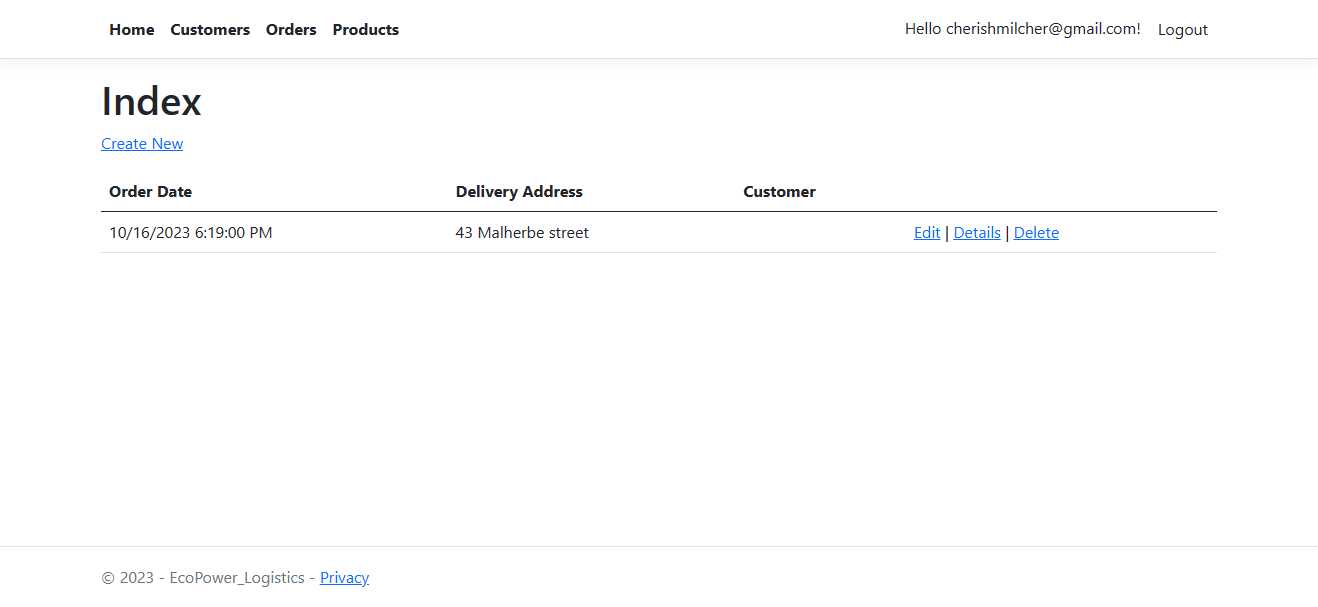 Home Customers Orders Products Hello cherishmilcher@gmail.com! Logout
Index
Create New
Order Date Delivery Address Customer
10/16/2023 6:19:00 PM 43 Malherbe street Edit | Details | Delete
© 2023 - EcoPower_Logistics - Privacy